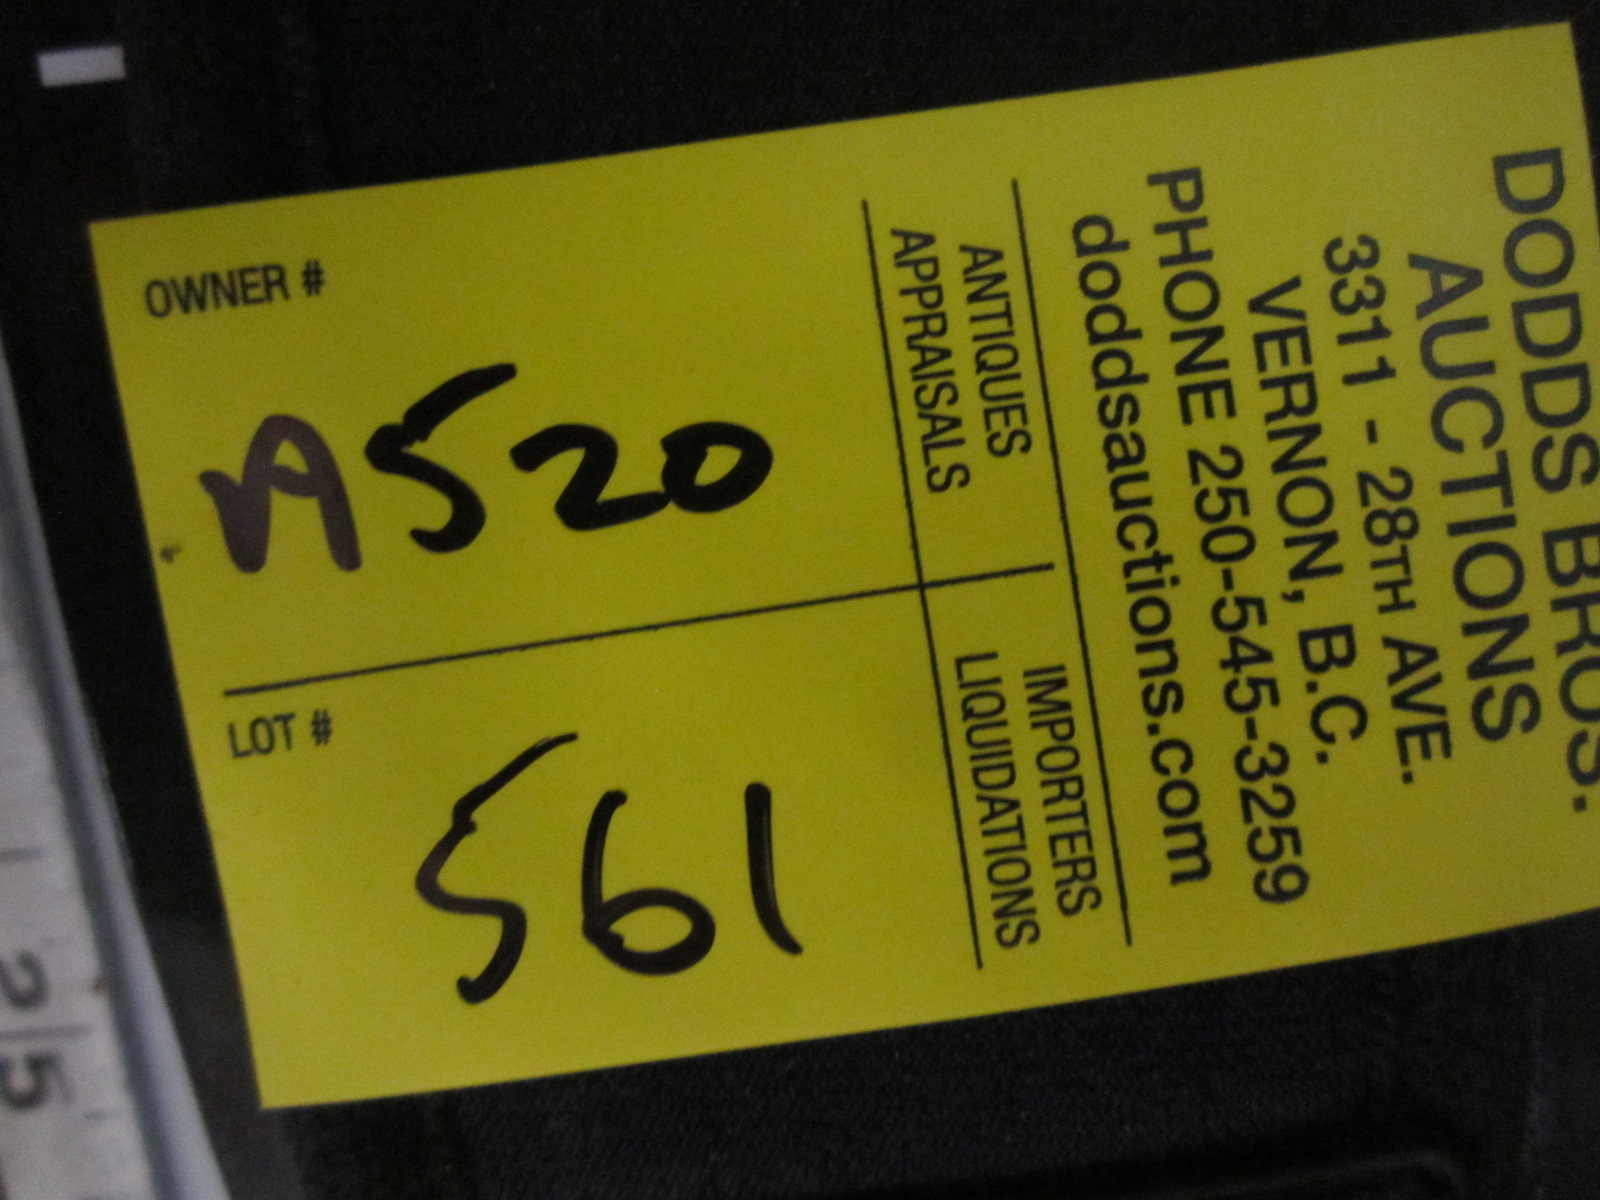 DODDS BROS.
AUCTIONS
3311 - 28TH AVE.
VERNON, B.C.
PHONE 250-545-3259
doddsauctions.com
ANTIQUES IMPORTERS
APPRAISALS LIQUIDATIONS
OWNER #
A520
LOT #
561
25